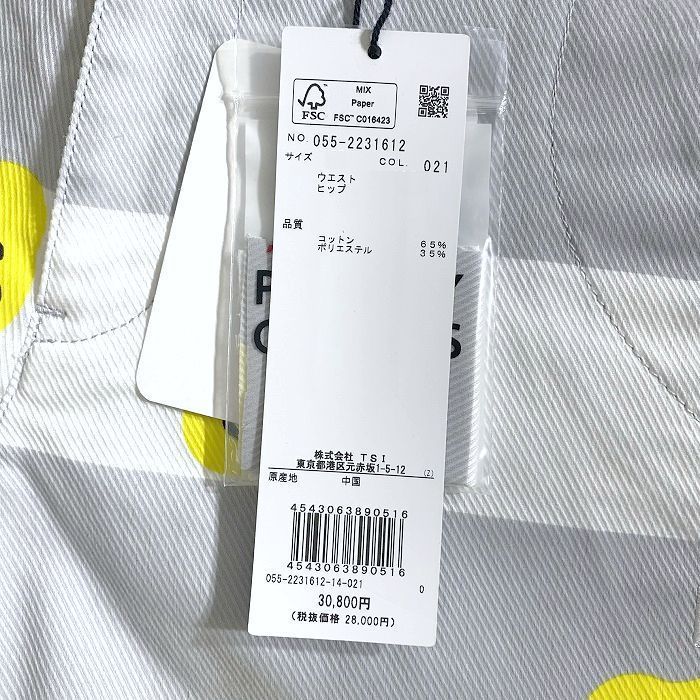 MIX
Paper
FSC
FSC™ C016423
NO. 055-2231612
サイズ
COL. 021
ウエスト
ヒップ
品質
コットン 65%
ポリエステル 35%
株式会社 TSI
東京都港区元赤坂1-5-12 (Z)
原産地 中国
4543063890516
4543063890516
055-2231612-14-021 0
30,800円
(税抜価格 28,000円)